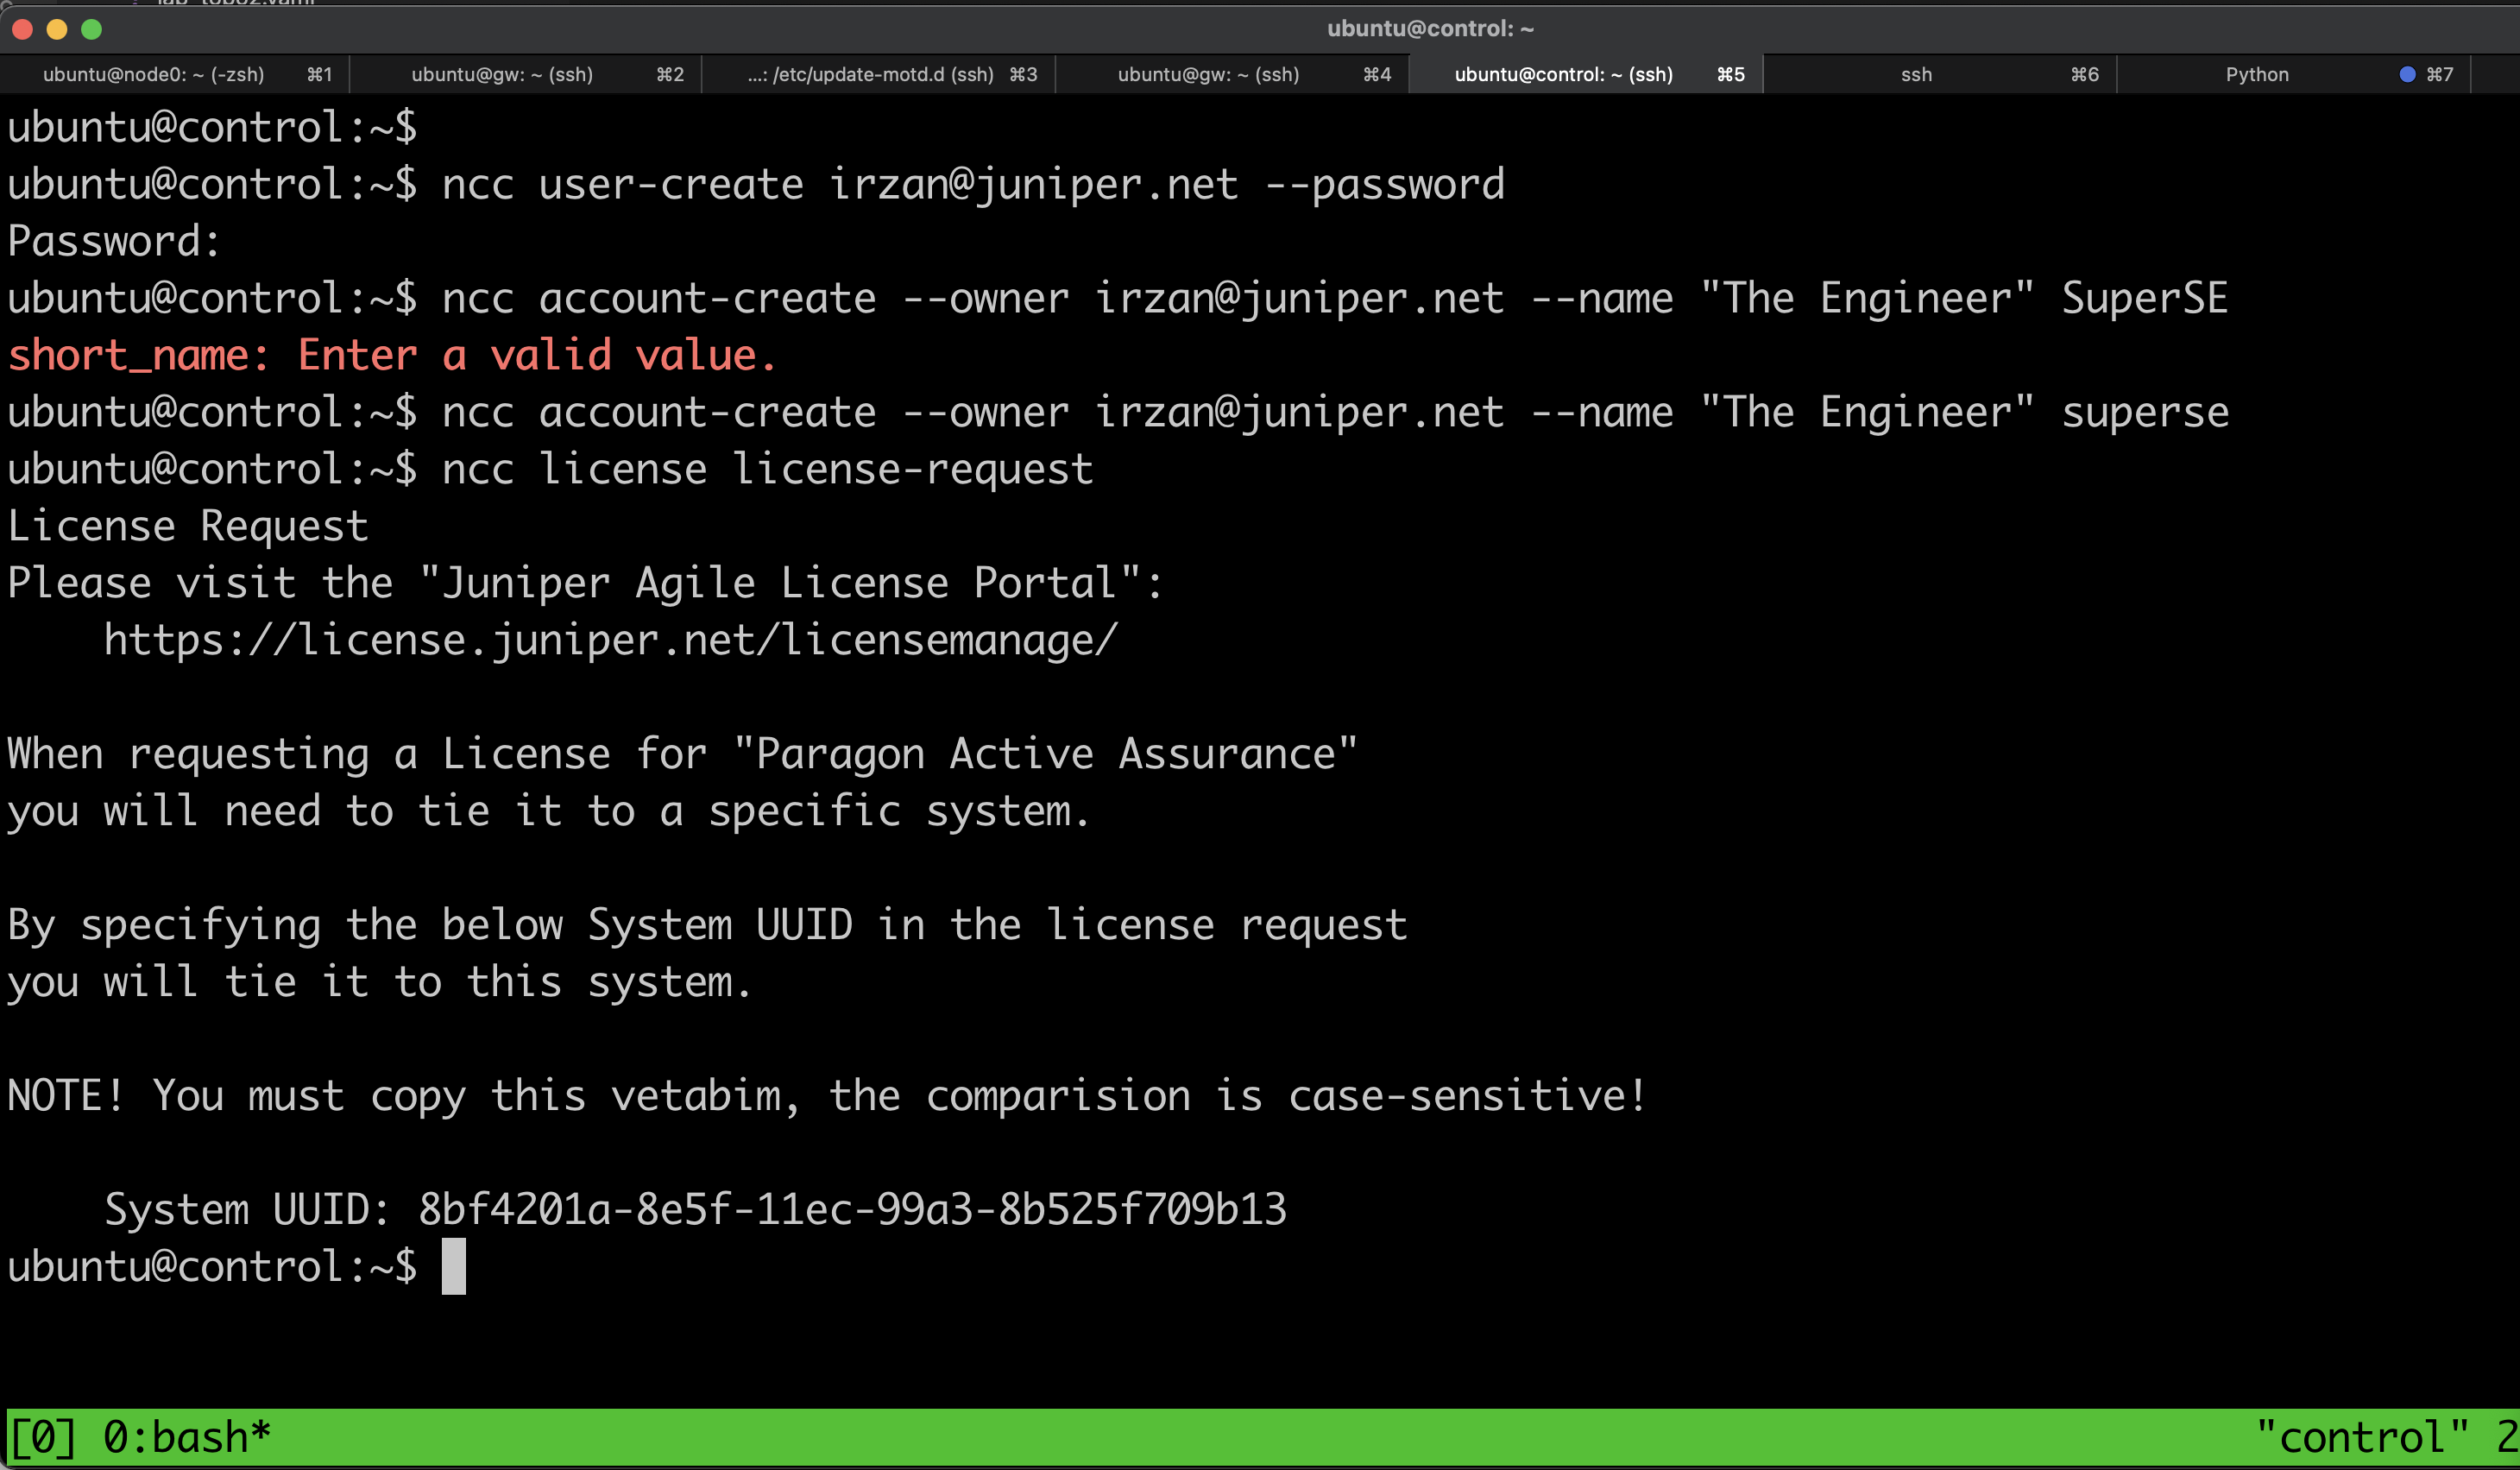 ubuntu@control: ~
ubuntu@node0: ~ (-zsh) ⌘1 ubuntu@gw: ~ (ssh) ⌘2 ...: /etc/update-motd.d (ssh) ⌘3 ubuntu@gw: ~ (ssh) ⌘4 ubuntu@control: ~ (ssh) ⌘5 ssh ⌘6 Python ⌘7
ubuntu@control:~$
ubuntu@control:~$ ncc user-create irzan@juniper.net --password
Password:
ubuntu@control:~$ ncc account-create --owner irzan@juniper.net --name "The Engineer" SuperSE
short_name: Enter a valid value.
ubuntu@control:~$ ncc account-create --owner irzan@juniper.net --name "The Engineer" superse
ubuntu@control:~$ ncc license license-request
License Request
Please visit the "Juniper Agile License Portal":
https://license.juniper.net/licensemanage/
When requesting a License for "Paragon Active Assurance"
you will need to tie it to a specific system.
By specifying the below System UUID in the license request
you will tie it to this system.
NOTE! You must copy this vetabim, the comparision is case-sensitive!
System UUID: 8bf4201a-8e5f-11ec-99a3-8b525f709b13
ubuntu@control:~$
[0] 0:bash* "control" 2